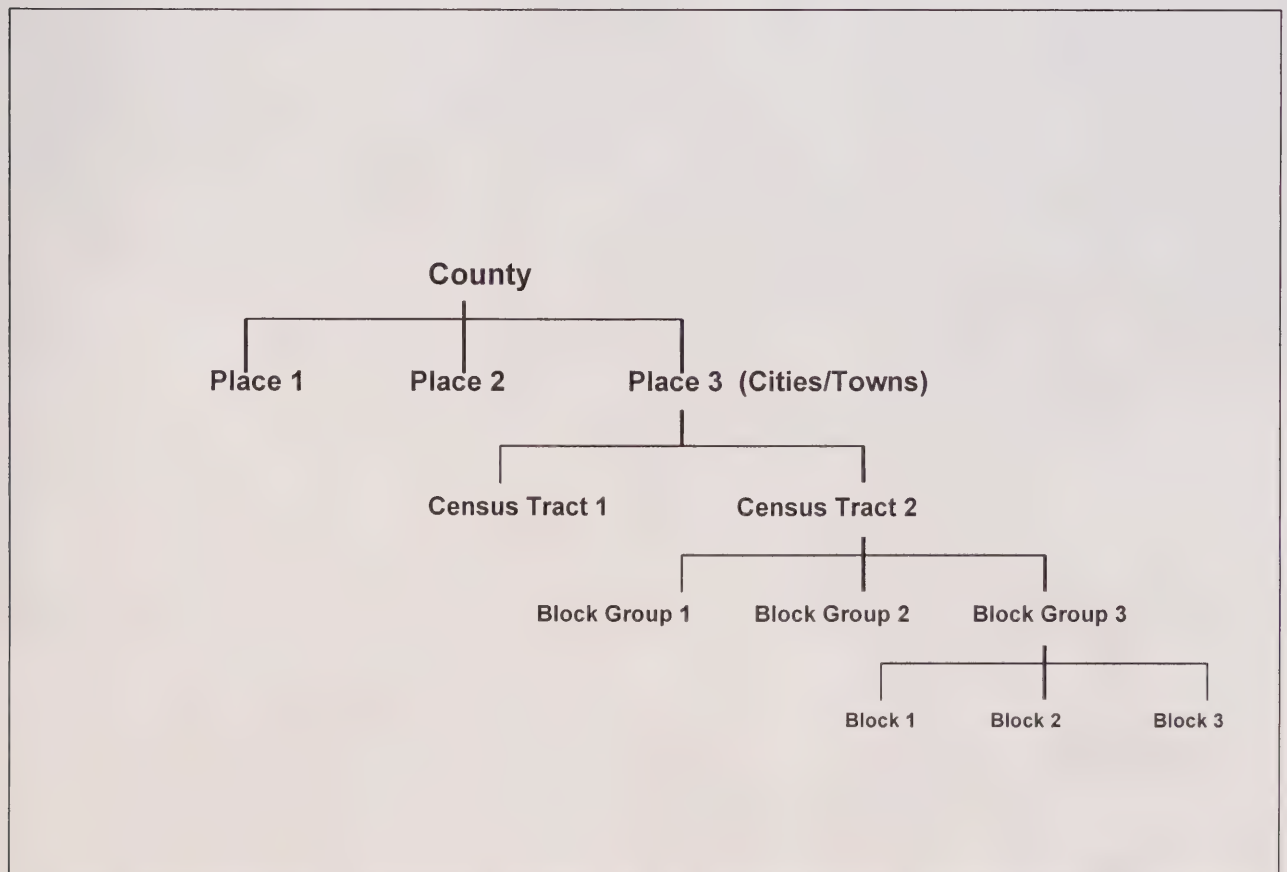 County
Place 1 Place 2 Place 3 (Cities/Towns)
Census Tract 1 Census Tract 2
Block Group 1 Block Group 2 Block Group 3
Block 1 Block 2 Block 3